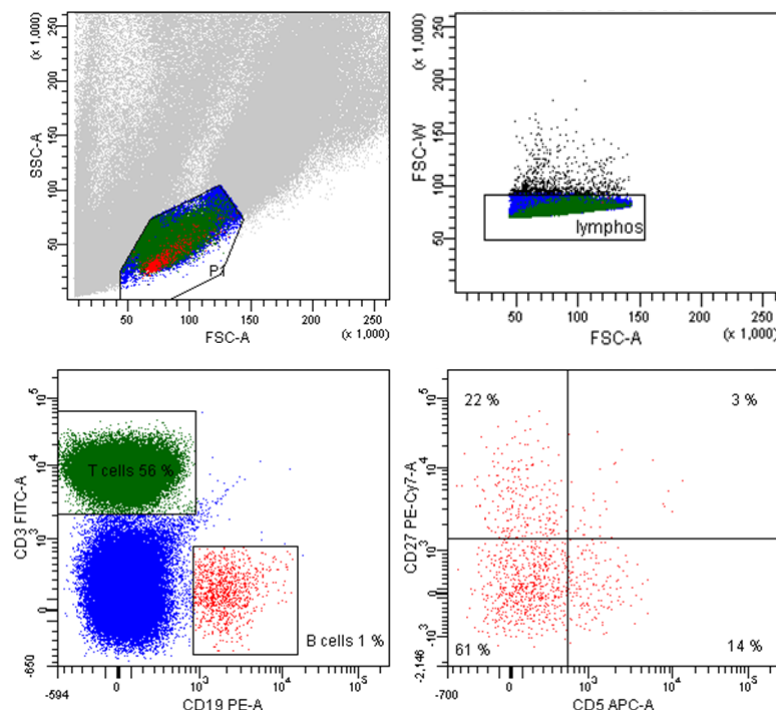 (x 1,000)
250
200
150
100
50
SSC-A
P1
50 100 150 200 250
FSC-A
(x 1,000)
(x 1,000)
250
200
150
100
50
FSC-W
lymphos
50 100 150 200 250
FSC-A
(x 1,000)
10^5
10^4
10^3
0
-650
CD3 FITC-A
T cells 56 %
B cells 1 %
-594 0 10^3 10^4 10^5
CD19 PE-A
10^5
10^4
10^3
0
-10^3
-2,146
CD27 PE-Cy7-A
22 % 3 %
61 % 14 %
-700 0 10^3 10^4 10^5
CD5 APC-A